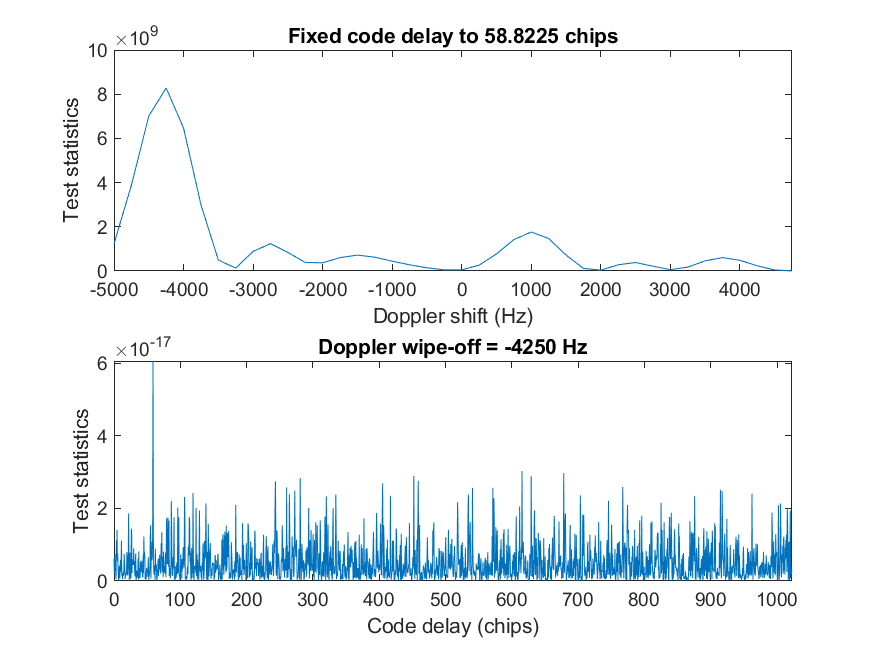 ×10^9
Fixed code delay to 58.8225 chips
10
8
6
4
2
0
Test statistics
-5000 -4000 -3000 -2000 -1000 0 1000 2000 3000 4000
Doppler shift (Hz)
×10^-17
Doppler wipe-off = -4250 Hz
6
4
2
0
Test statistics
0 100 200 300 400 500 600 700 800 900 1000
Code delay (chips)